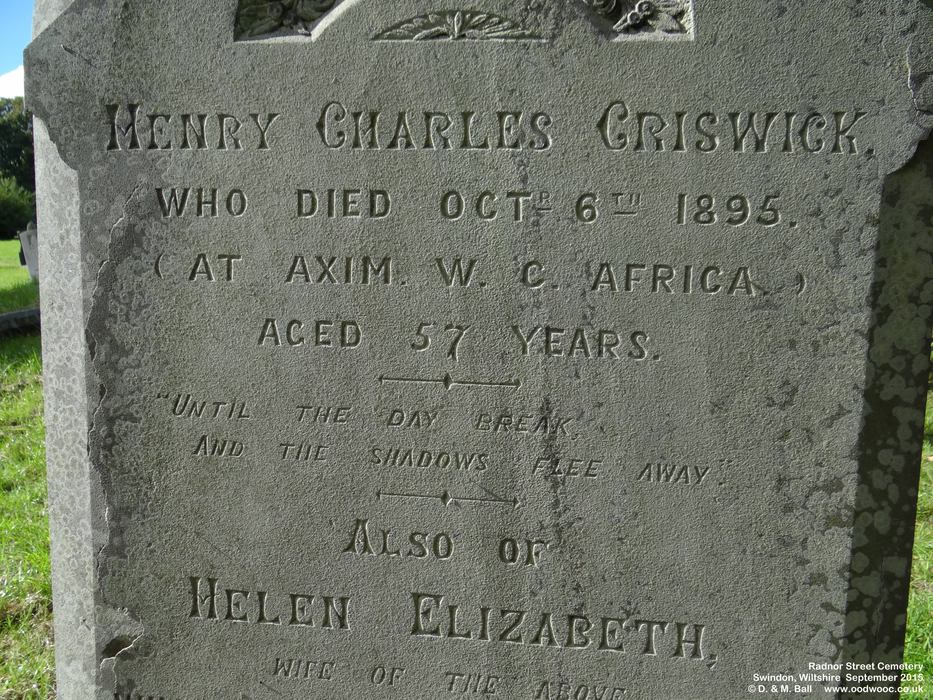 HENRY CHARLES CRISWICK.
WHO DIED OCTR 6TH 1895.
(AT AXIM. W. C. AFRICA.)
AGED 57 YEARS.
"UNTIL THE DAY BREAK,
AND THE SHADOWS FLEE AWAY".
ALSO OF
HELEN ELIZABETH,
WIFE OF THE ABOVE
Radnor Street Cemetery
Swindon, Wiltshire September 2015
© D. & M. Ball www.oodwooc.co.uk